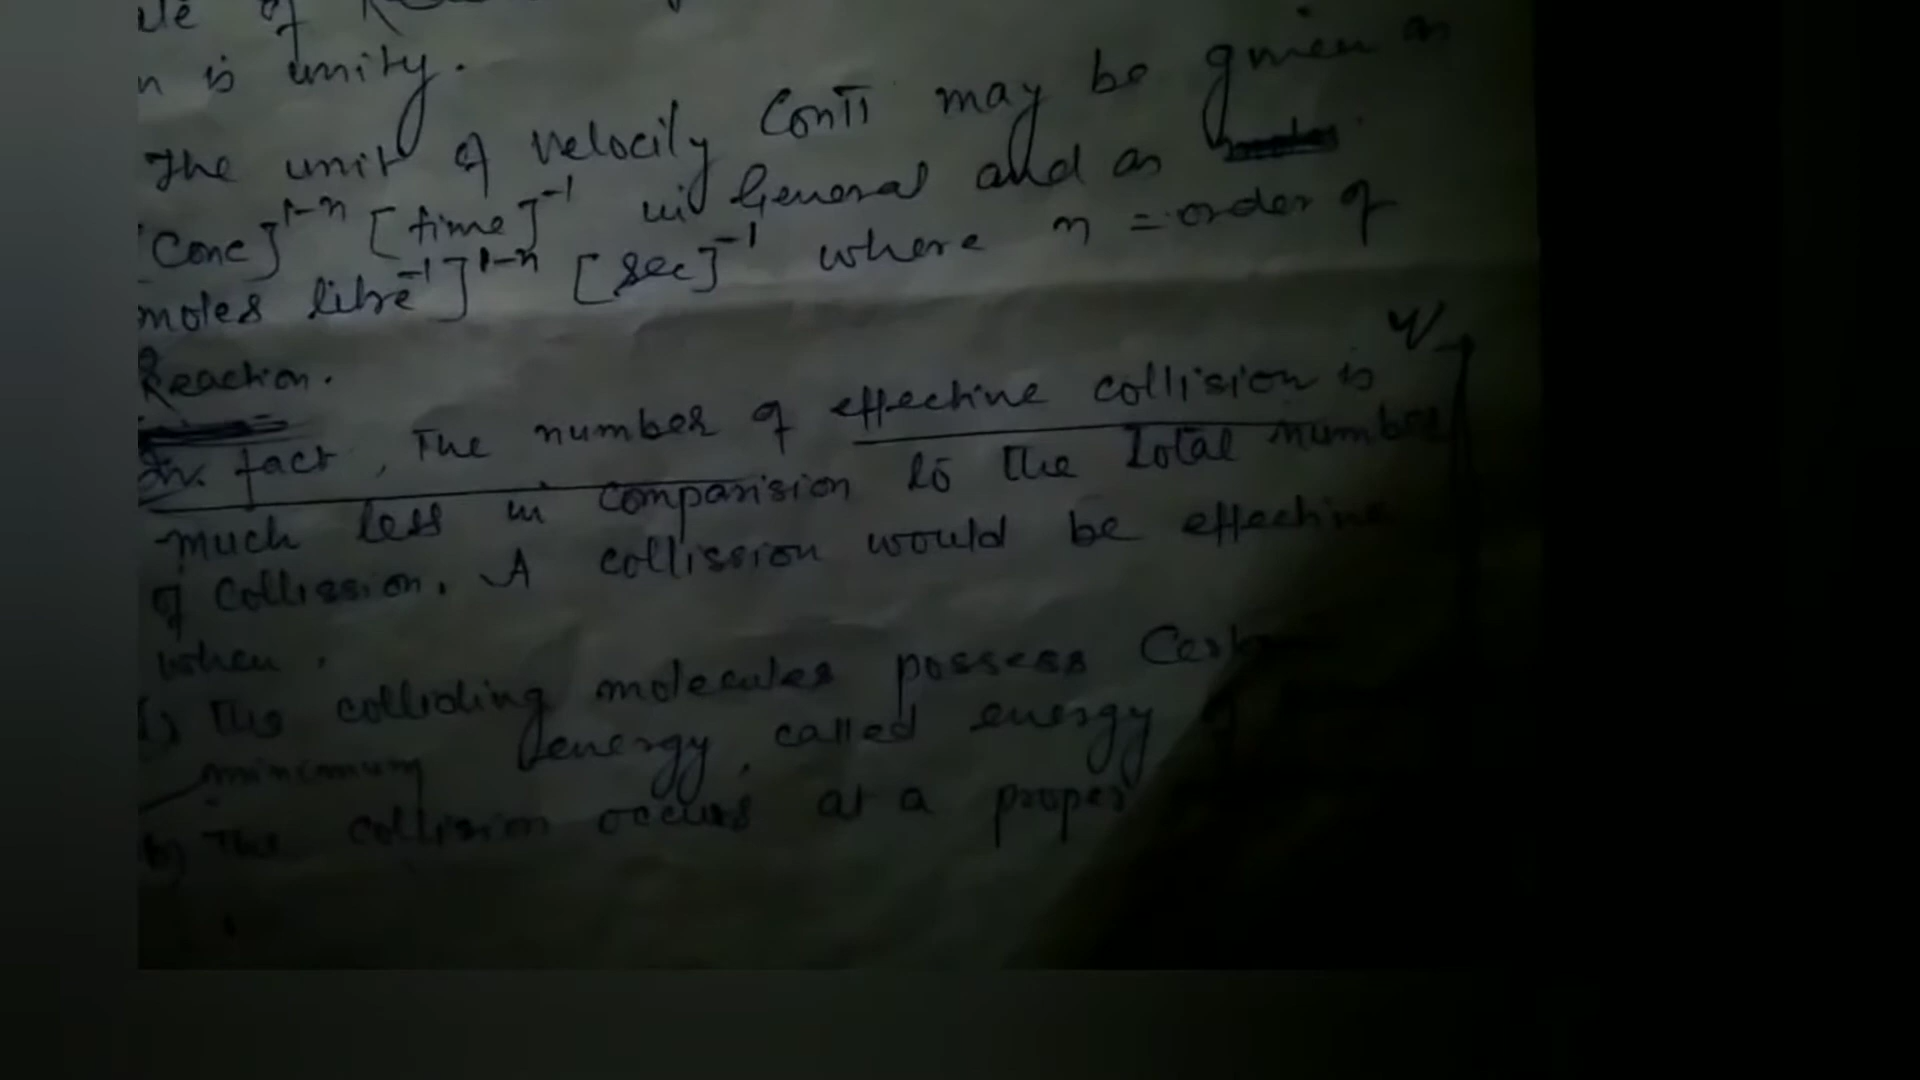 of
n is unity.
The unit of velocity Contt may be given as
Conc]^1-n [time]^-1 in General and as
moles litre^-1]^1-n [sec]^-1 where n = order of
Reaction.
In fact, The number of effective collision is
much less in comparision to the Total number
of Collission. A collission would be effective
when.
The colliding molecules possess
minimum energy, called energy
b) The collision occurs at a proper